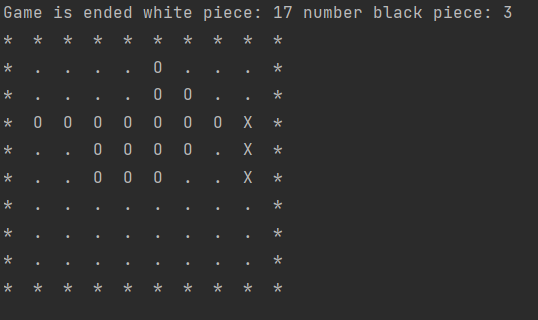 Game is ended white piece: 17 number black piece: 3
* * * * * * * * * *
* . . . . O . . . *
* . . . . O O . . *
* O O O O O O O X *
* . . O O O O . X *
* . . O O O . . X *
* . . . . . . . . *
* . . . . . . . . *
* . . . . . . . . *
* * * * * * * * * *